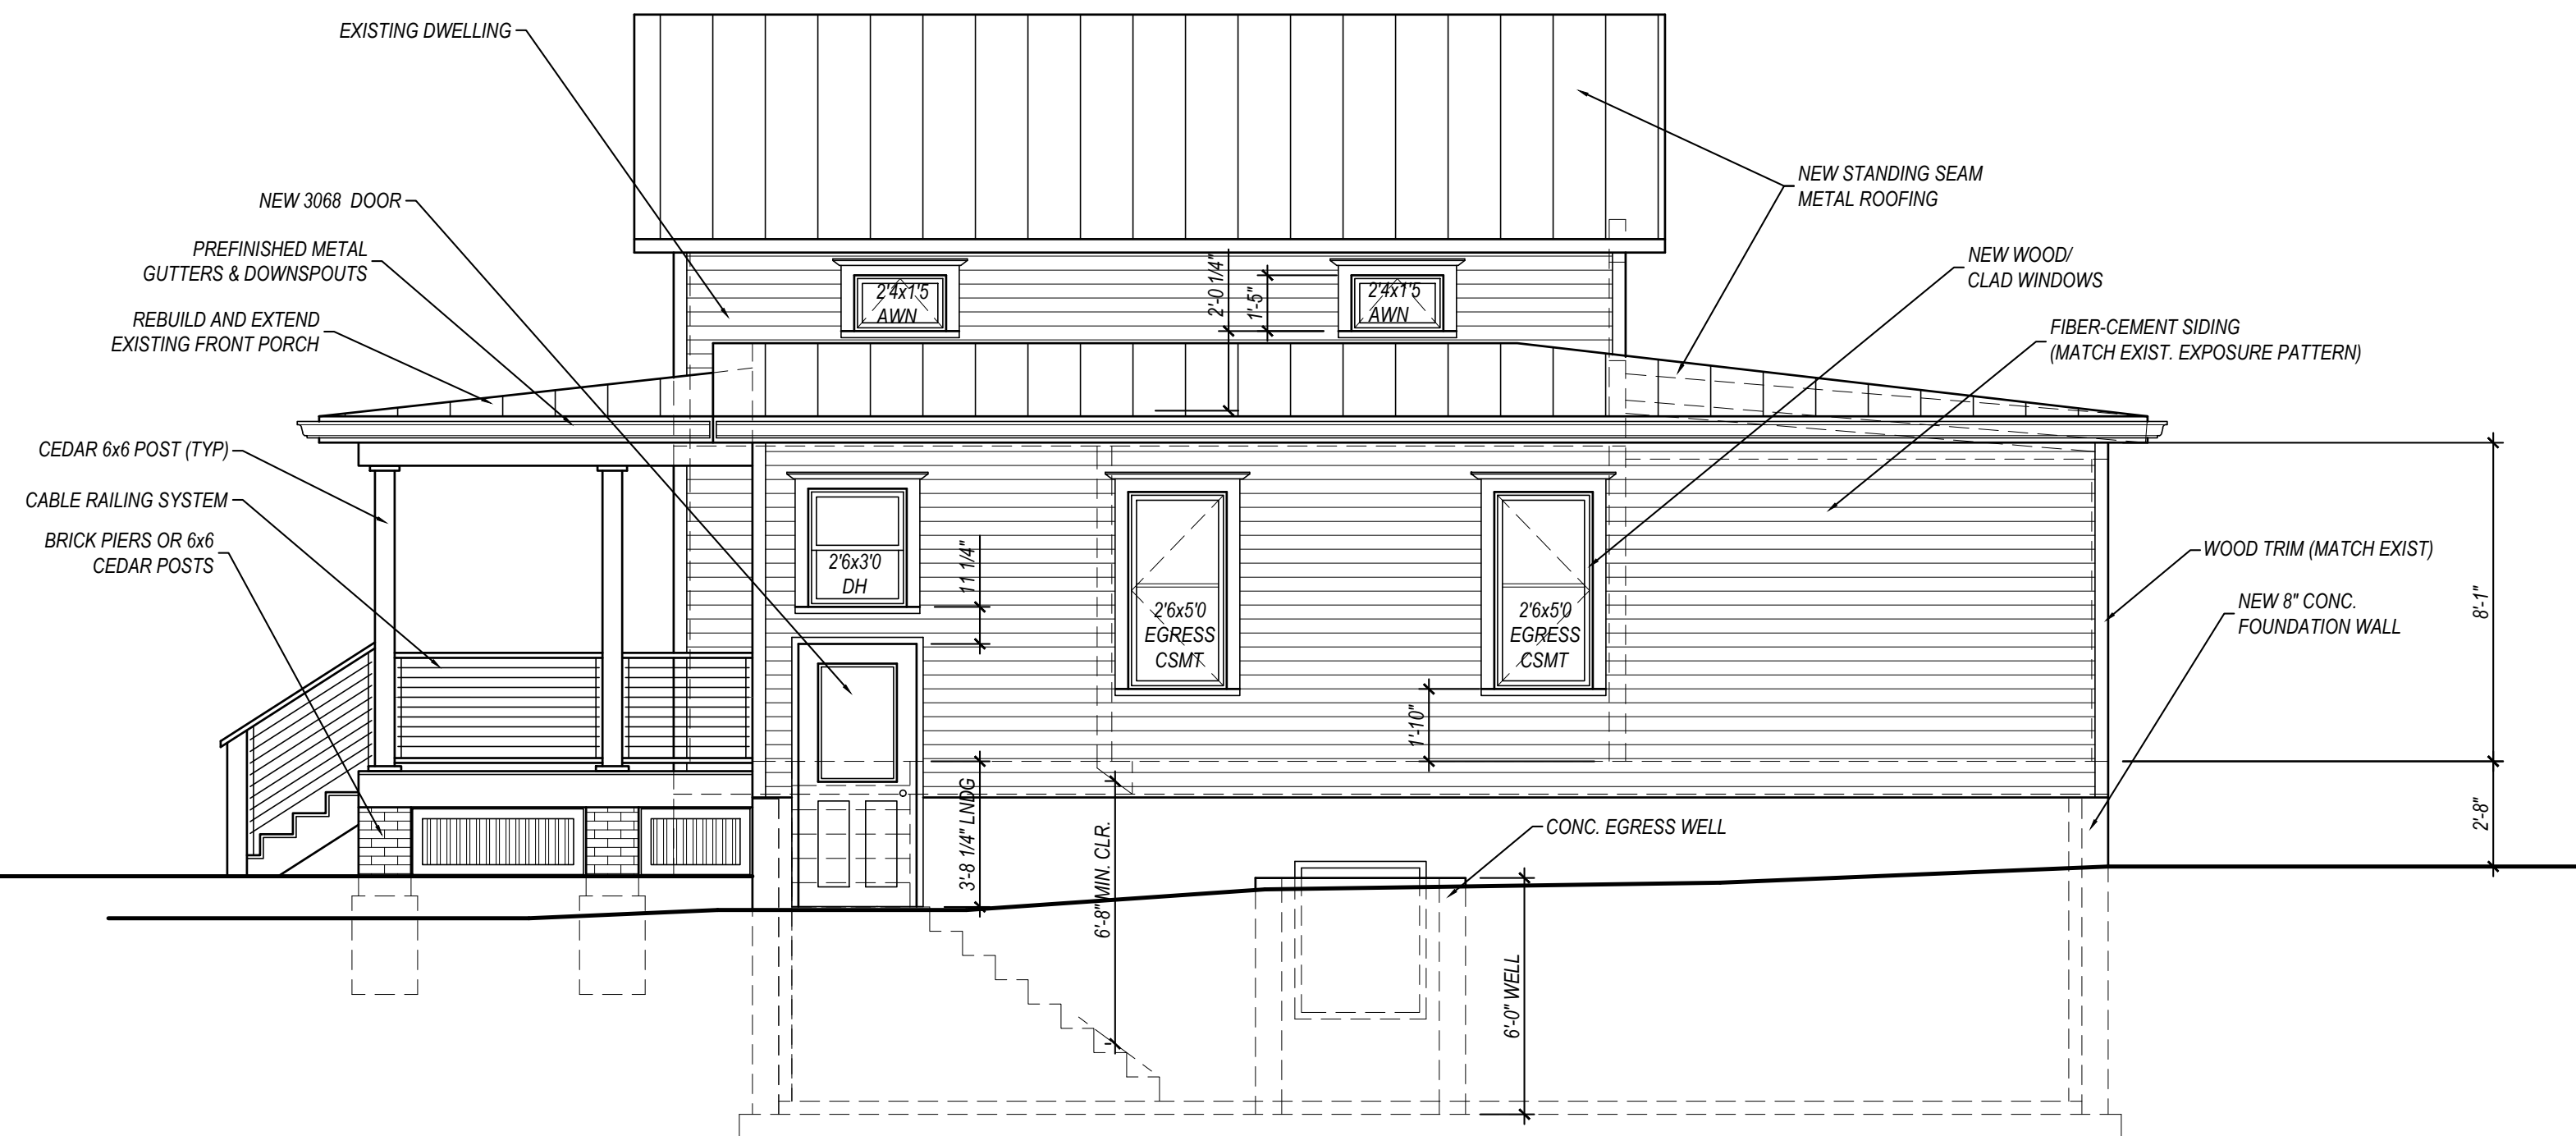 EXISTING DWELLING
NEW 3068 DOOR
PREFINISHED METAL
GUTTERS & DOWNSPOUTS
REBUILD AND EXTEND
EXISTING FRONT PORCH
CEDAR 6x6 POST (TYP)
CABLE RAILING SYSTEM
BRICK PIERS OR 6x6
CEDAR POSTS
2'4x1'5
AWN
2'-0 1/4"
1'-5"
2'4x1'5
AWN
NEW STANDING SEAM
METAL ROOFING
NEW WOOD/
CLAD WINDOWS
FIBER-CEMENT SIDING
(MATCH EXIST. EXPOSURE PATTERN)
WOOD TRIM (MATCH EXIST)
NEW 8" CONC.
FOUNDATION WALL
2'6x3'0
DH
11 1/4"
2'6x5'0
EGRESS
CSMT
2'6x5'0
EGRESS
CSMT
1'-10"
8'-1"
2'-8"
3'-8 1/4" LNDG
6'-8" MIN. CLR.
CONC. EGRESS WELL
6'-0" WELL